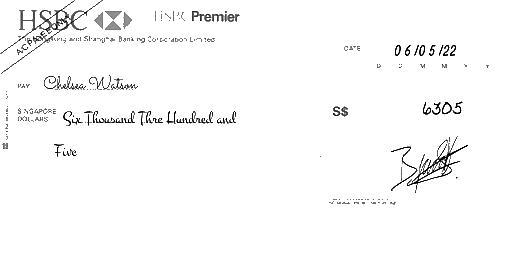 HSBC HSBC Premier
A/C PAYEE ONLY
The Hongkong and Shanghai Banking Corporation Limited
DATE 06/05/22
D D M M Y Y
PAY Chelsea Watson
SINGAPORE
DOLLARS Six Thousand Thre Hundred and
Five
S$ 6305